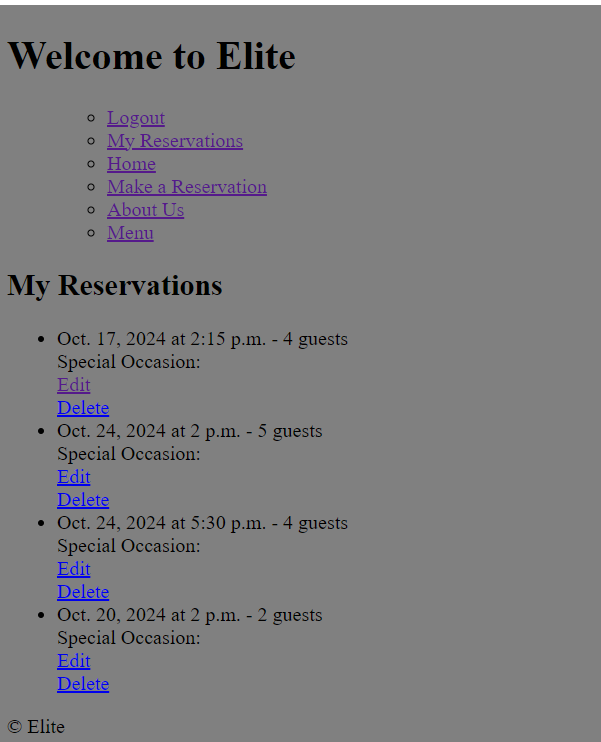 Welcome to Elite
Logout
My Reservations
Home
Make a Reservation
About Us
Menu
My Reservations
Oct. 17, 2024 at 2:15 p.m. - 4 guests
Special Occasion:
Edit
Delete
Oct. 24, 2024 at 2 p.m. - 5 guests
Special Occasion:
Edit
Delete
Oct. 24, 2024 at 5:30 p.m. - 4 guests
Special Occasion:
Edit
Delete
Oct. 20, 2024 at 2 p.m. - 2 guests
Special Occasion:
Edit
Delete
© Elite